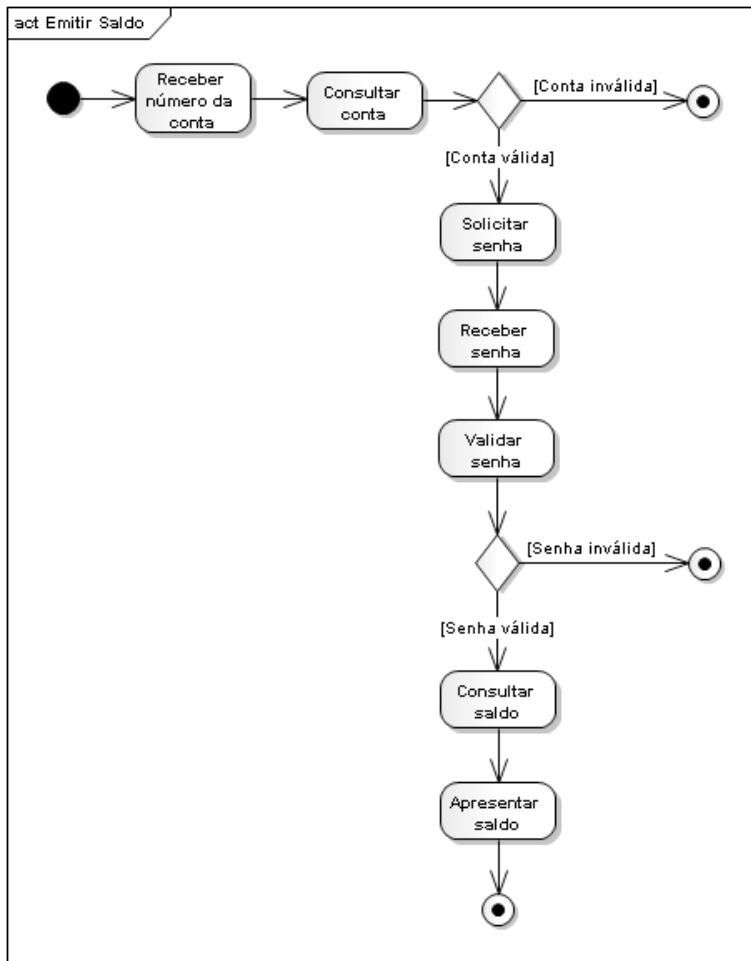 act Emitir Saldo
Receber
número da
conta
Consultar
conta
[Conta inválida]
[Conta válida]
Solicitar
senha
Receber
senha
Validar
senha
[Senha inválida]
[Senha válida]
Consultar
saldo
Apresentar
saldo